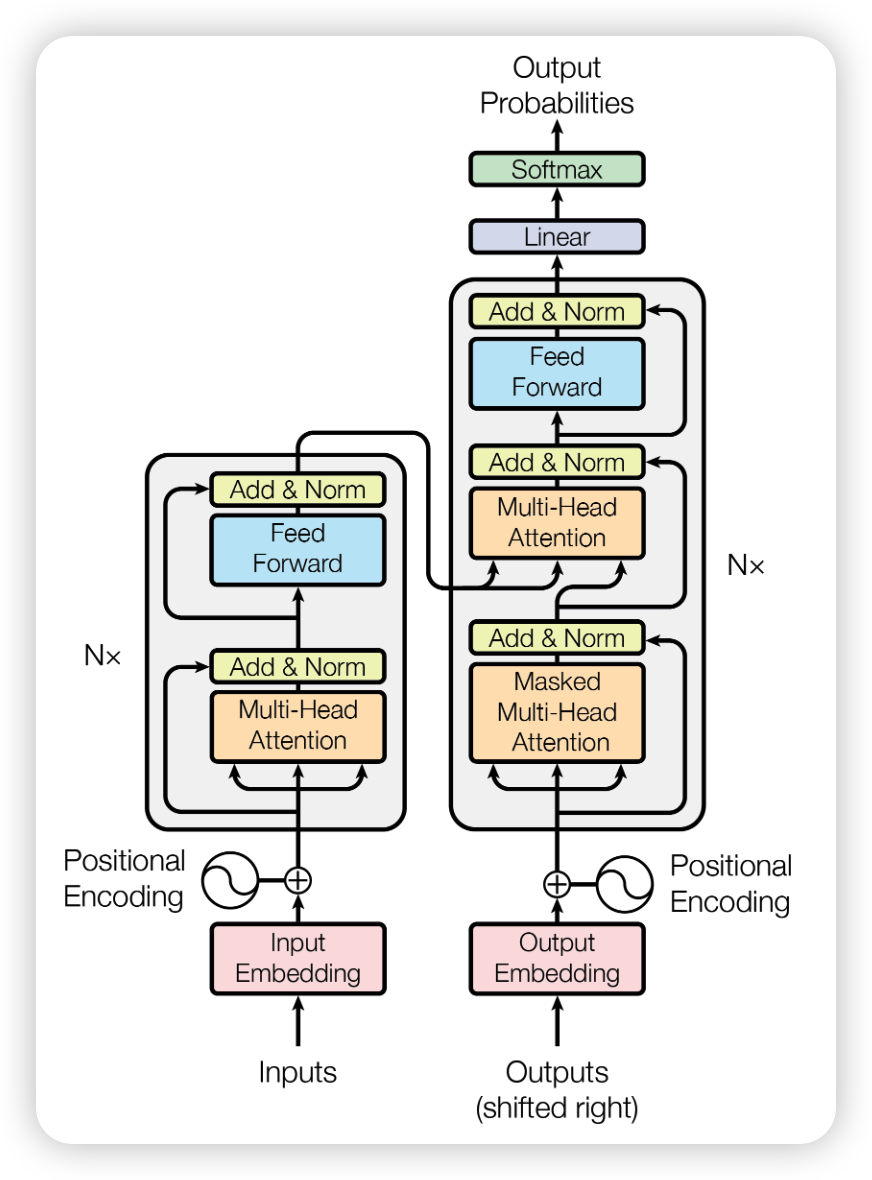 Output
Probabilities
Softmax
Linear
Add & Norm
Feed
Forward
Add & Norm
Multi-Head
Attention
Add & Norm
Masked
Multi-Head
Attention
N×
Add & Norm
Feed
Forward
Add & Norm
Multi-Head
Attention
N×
Positional
Encoding
Positional
Encoding
Input
Embedding
Output
Embedding
Inputs
Outputs
(shifted right)